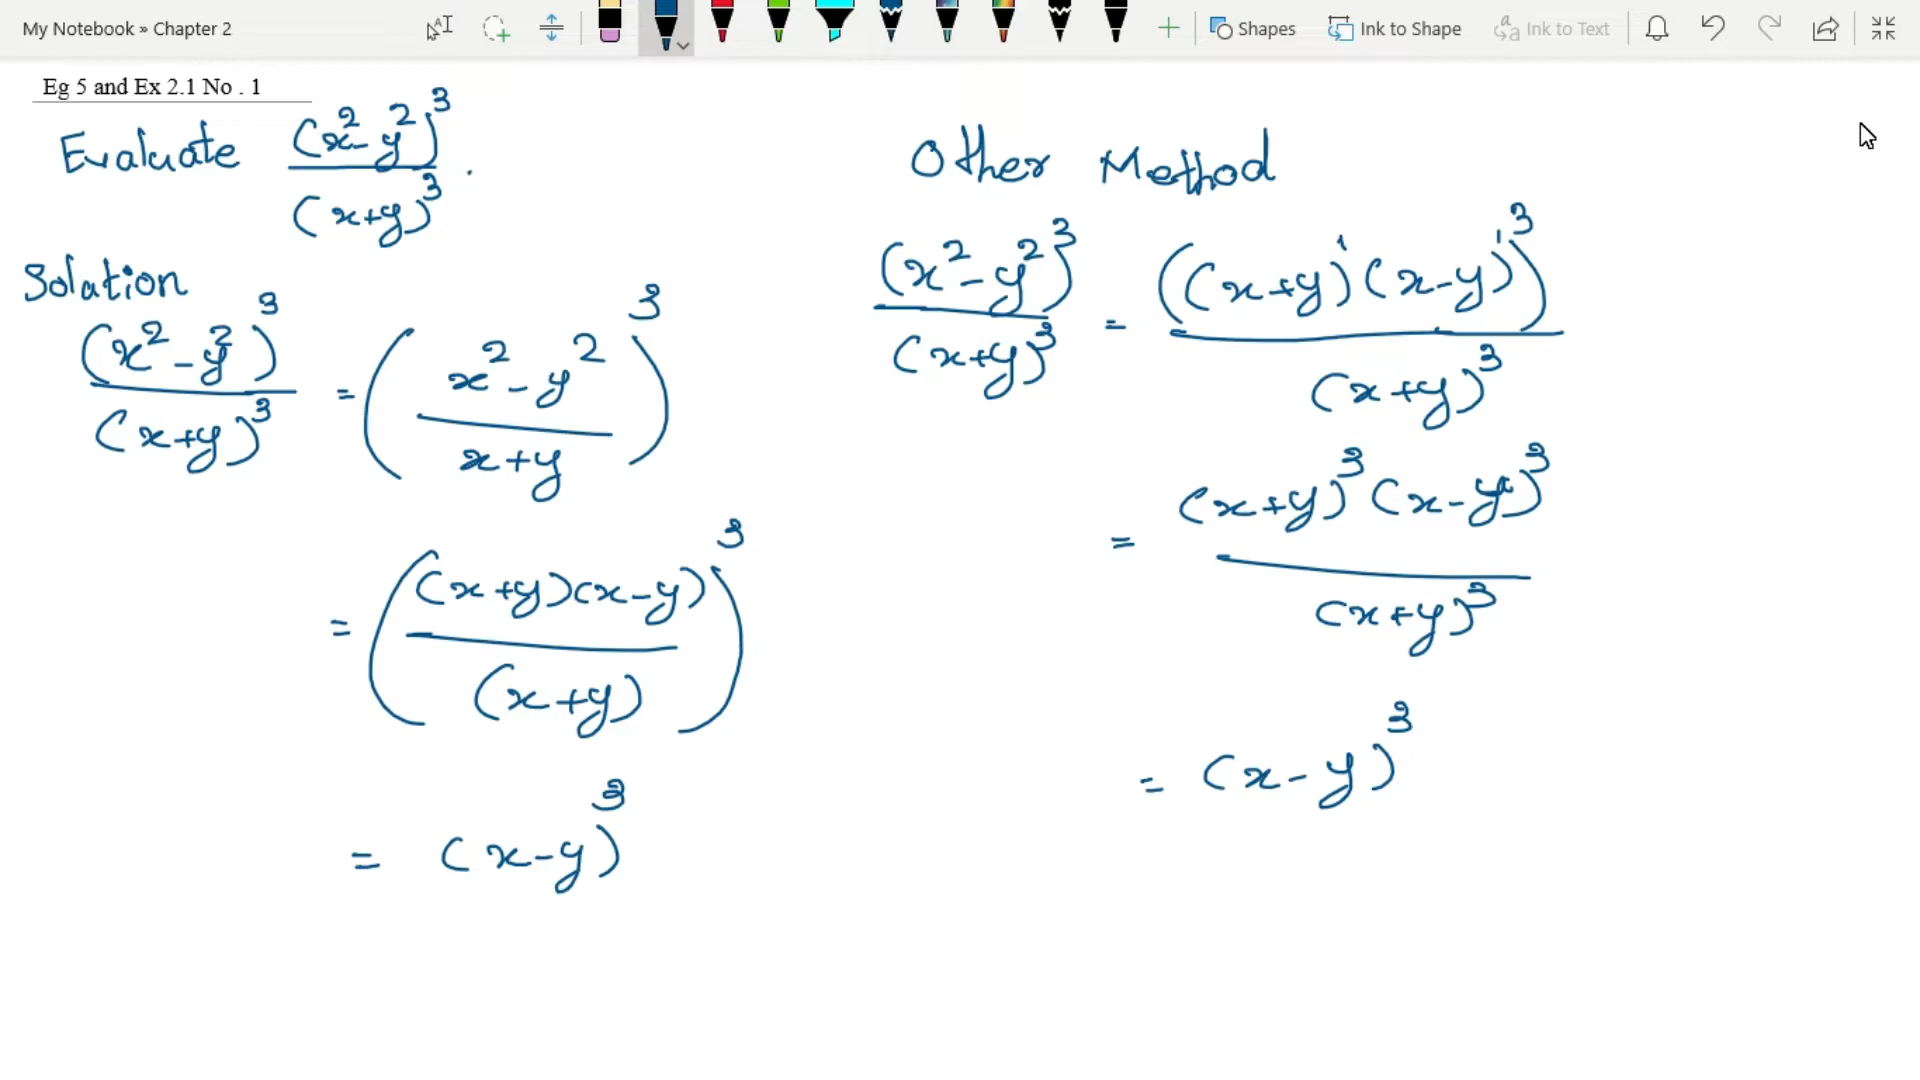 My Notebook » Chapter 2
Shapes
Ink to Shape
Ink to Text
Eg 5 and Ex 2.1 No . 1
Evaluate (x²-y²)³ / (x+y)³ .
Solution
(x²-y²)³ / (x+y)³ = (x²-y² / x+y)³
= ((x+y)(x-y) / (x+y))³
= (x-y)³
Other Method
(x²-y²)³ / (x+y)³ = ((x+y)¹(x-y)¹)³ / (x+y)³
= (x+y)³(x-y)³ / (x+y)³
= (x-y)³